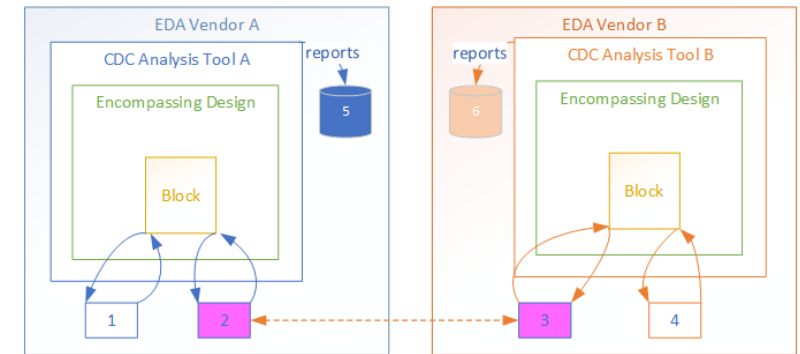 EDA Vendor A
CDC Analysis Tool A
reports
Encompassing Design
5
Block
1
2
EDA Vendor B
reports
CDC Analysis Tool B
6
Encompassing Design
Block
3
4